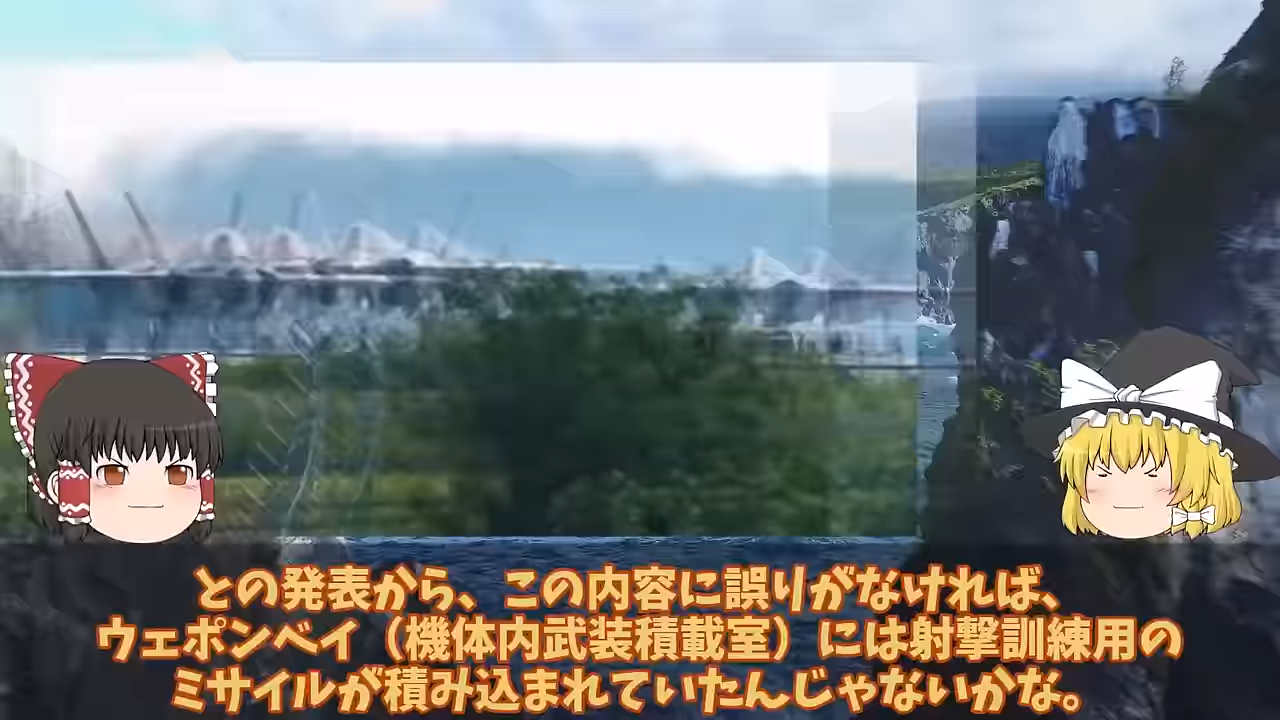 との発表から、この内容に誤りがなければ、
ウェポンベイ（機体内武装積載室）には射撃訓練用の
ミサイルが積み込まれていたんじゃないかな。